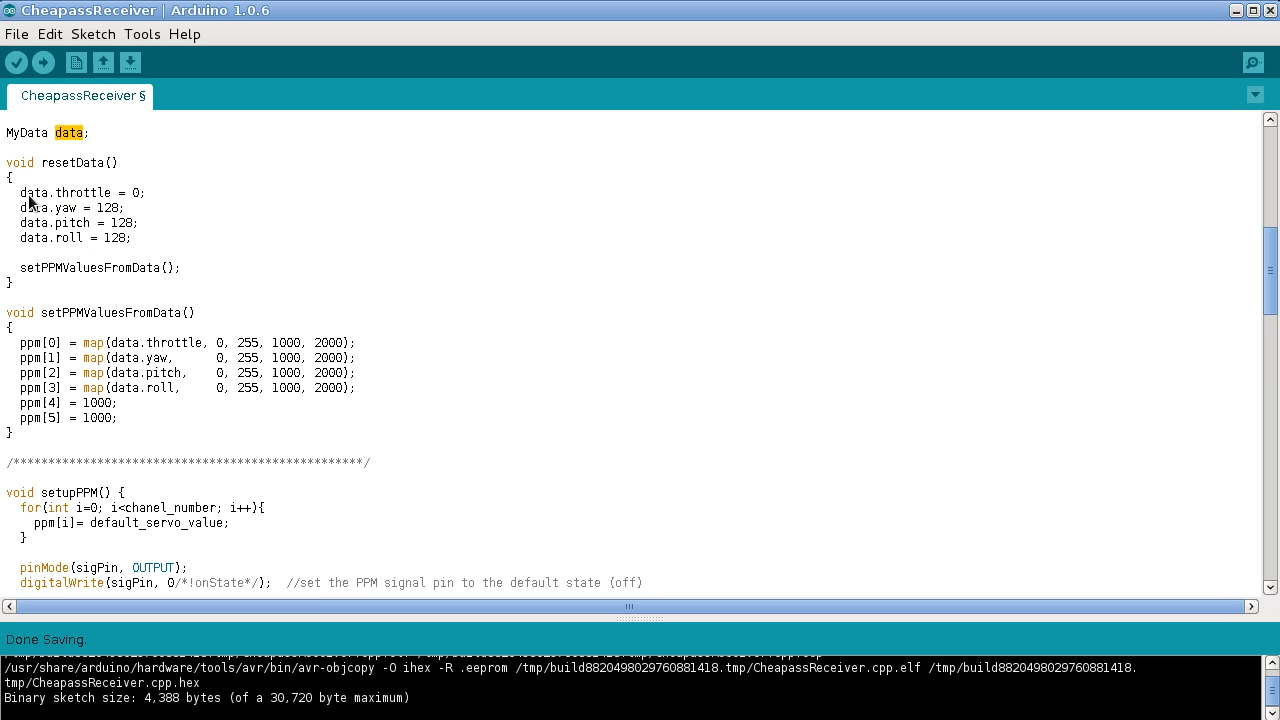 CheapassReceiver | Arduino 1.0.6
File Edit Sketch Tools Help
CheapassReceiver §
MyData data;
void resetData()
{
  data.throttle = 0;
  data.yaw = 128;
  data.pitch = 128;
  data.roll = 128;
  setPPMValuesFromData();
}
void setPPMValuesFromData()
{
  ppm[0] = map(data.throttle, 0, 255, 1000, 2000);
  ppm[1] = map(data.yaw,      0, 255, 1000, 2000);
  ppm[2] = map(data.pitch,    0, 255, 1000, 2000);
  ppm[3] = map(data.roll,     0, 255, 1000, 2000);
  ppm[4] = 1000;
  ppm[5] = 1000;
}
/**************************************************/
void setupPPM() {
  for(int i=0; i<chanel_number; i++){
    ppm[i]= default_servo_value;
  }
  pinMode(sigPin, OUTPUT);
  digitalWrite(sigPin, 0/*!onState*/);  //set the PPM signal pin to the default state (off)
Done Saving.
/usr/share/arduino/hardware/tools/avr/bin/avr-objcopy -O ihex -R .eeprom /tmp/build8820498029760881418.tmp/CheapassReceiver.cpp.elf /tmp/build8820498029760881418.
tmp/CheapassReceiver.cpp.hex
Binary sketch size: 4,388 bytes (of a 30,720 byte maximum)